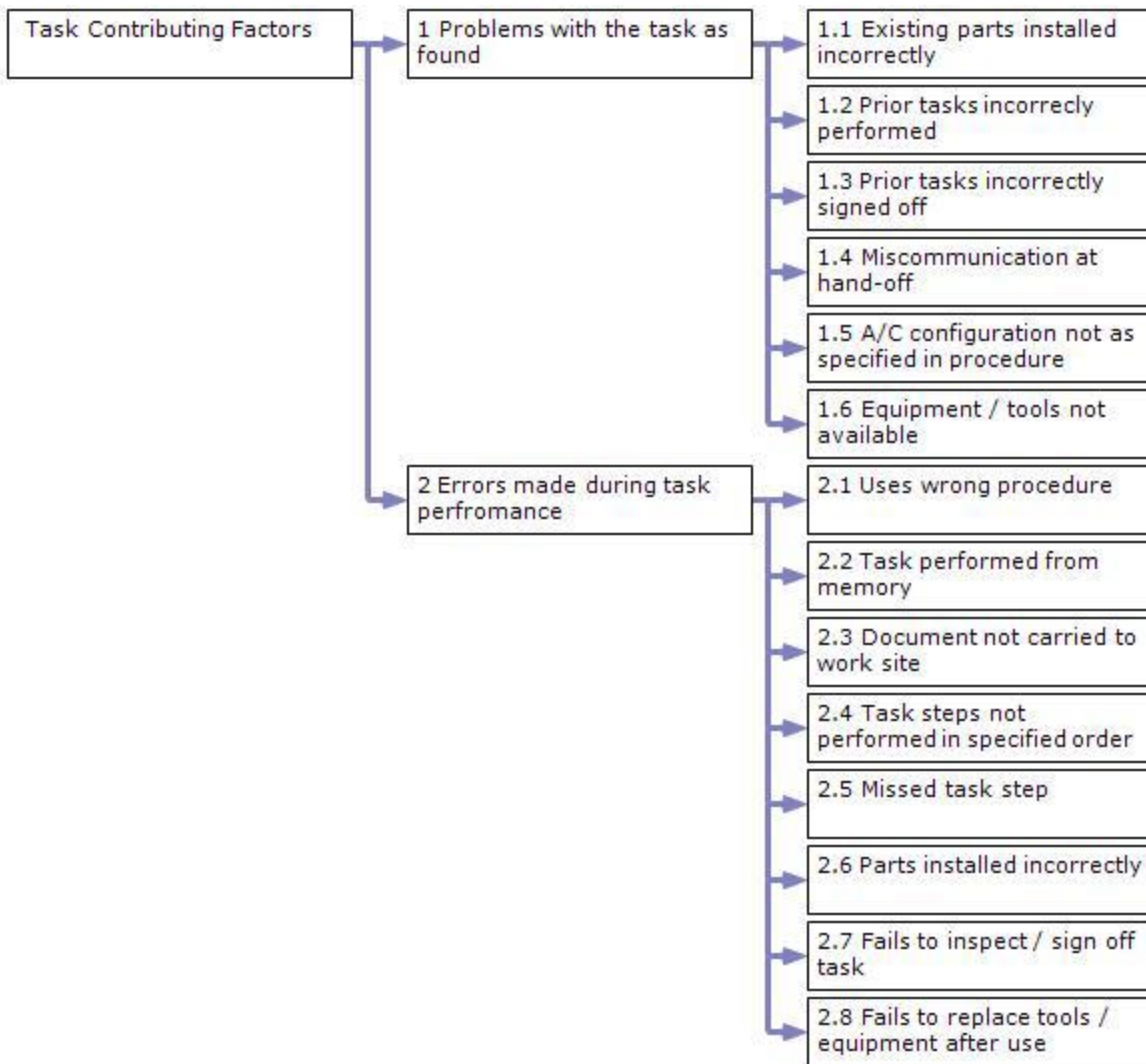 Task Contributing Factors
1 Problems with the task as
found
1.1 Existing parts installed
incorrectly
1.2 Prior tasks incorrecly
performed
1.3 Prior tasks incorrectly
signed off
1.4 Miscommunication at
hand-off
1.5 A/C configuration not as
specified in procedure
1.6 Equipment / tools not
available
2 Errors made during task
perfromance
2.1 Uses wrong procedure
2.2 Task performed from
memory
2.3 Document not carried to
work site
2.4 Task steps not
performed in specified order
2.5 Missed task step
2.6 Parts installed incorrectly
2.7 Fails to inspect / sign off
task
2.8 Fails to replace tools /
equipment after use